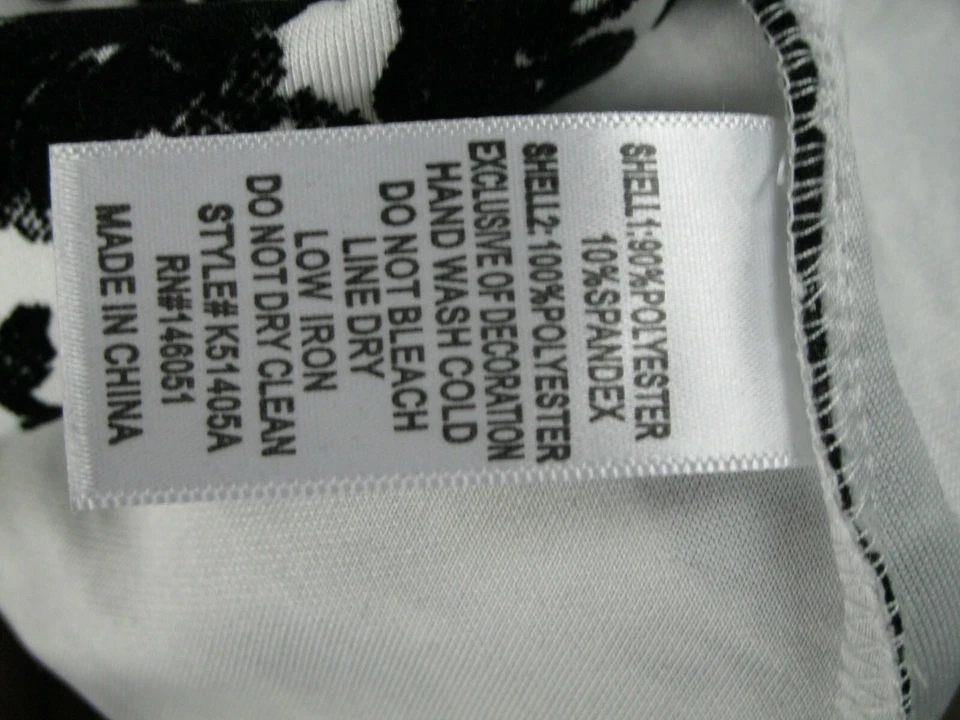 SHELL1:90%POLYESTER
10%SPANDEX
SHELL2:100%POLYESTER
EXCLUSIVE OF DECORATION
HAND WASH COLD
DO NOT BLEACH
LINE DRY
LOW IRON
DO NOT DRY CLEAN
STYLE# K51405A
RN#146051
MADE IN CHINA